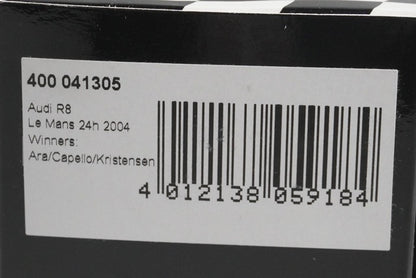 400 041305
Audi R8
Le Mans 24h 2004
Winners:
Ara/Capello/Kristensen
4 012138 059184